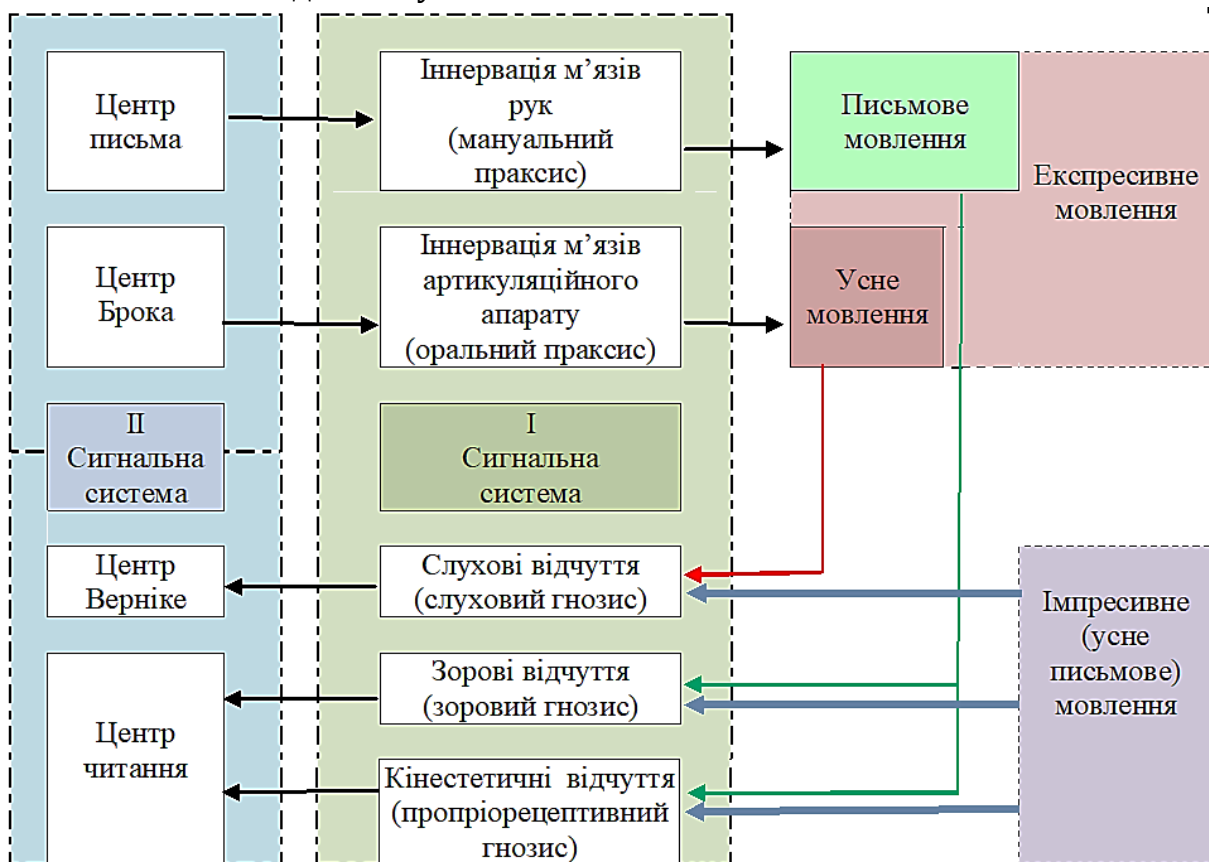 Центр
письма
Іннервація м’язів
рук
(мануальний
праксис)
Письмове
мовлення
Експресивне
мовлення
Центр
Брока
Іннервація м’язів
артикуляційного
апарату
(оральний праксис)
Усне
мовлення
ІІ
Сигнальна
система
І
Сигнальна
система
Центр
Верніке
Слухові відчуття
(слуховий гнозис)
Імпресивне
(усне
письмове)
мовлення
Зорові відчуття
(зоровий гнозис)
Центр
читання
Кінестетичні відчуття
(пропріорецептивний
гнозис)